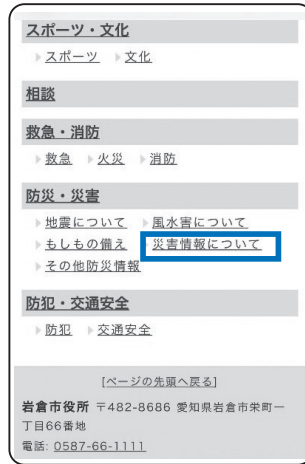 スポーツ・文化
スポーツ 文化
相談
救急・消防
救急 火災 消防
防災・災害
地震について 風水害について
もしもの備え 災害情報について
その他防災情報
防犯・交通安全
防犯 交通安全
[ページの先頭へ戻る]
岩倉市役所 〒482-8686 愛知県岩倉市栄町一
丁目66番地
電話: 0587-66-1111